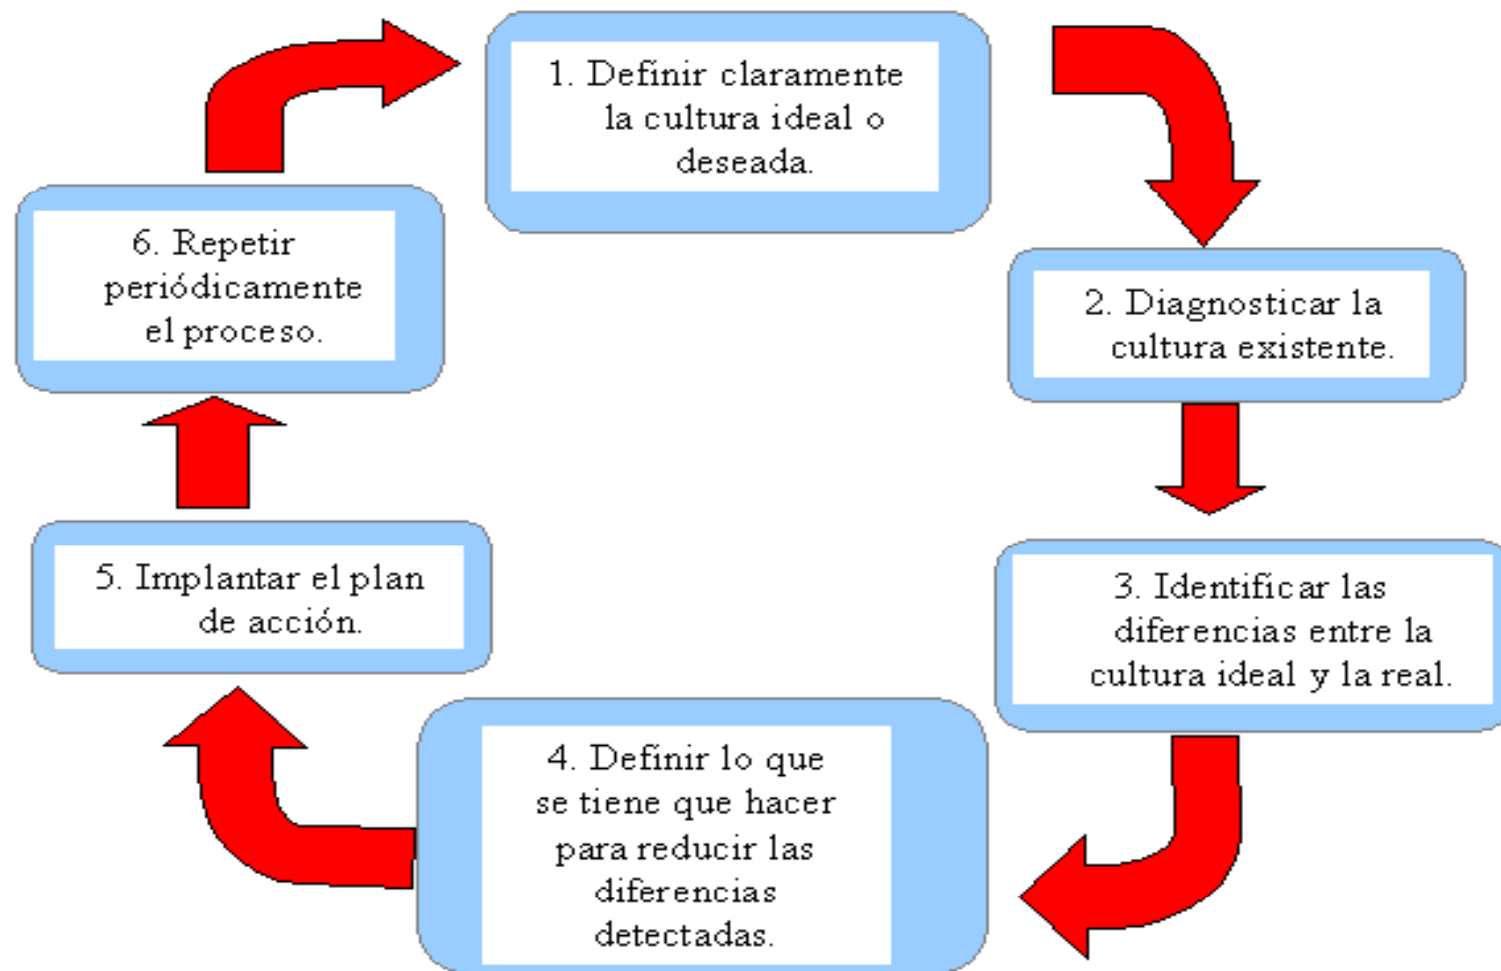 1. Definir claramente
la cultura ideal o
deseada.
2. Diagnosticar la
cultura existente.
3. Identificar las
diferencias entre la
cultura ideal y la real.
4. Definir lo que
se tiene que hacer
para reducir las
diferencias
detectadas.
5. Implantar el plan
de acción.
6. Repetir
periódicamente
el proceso.